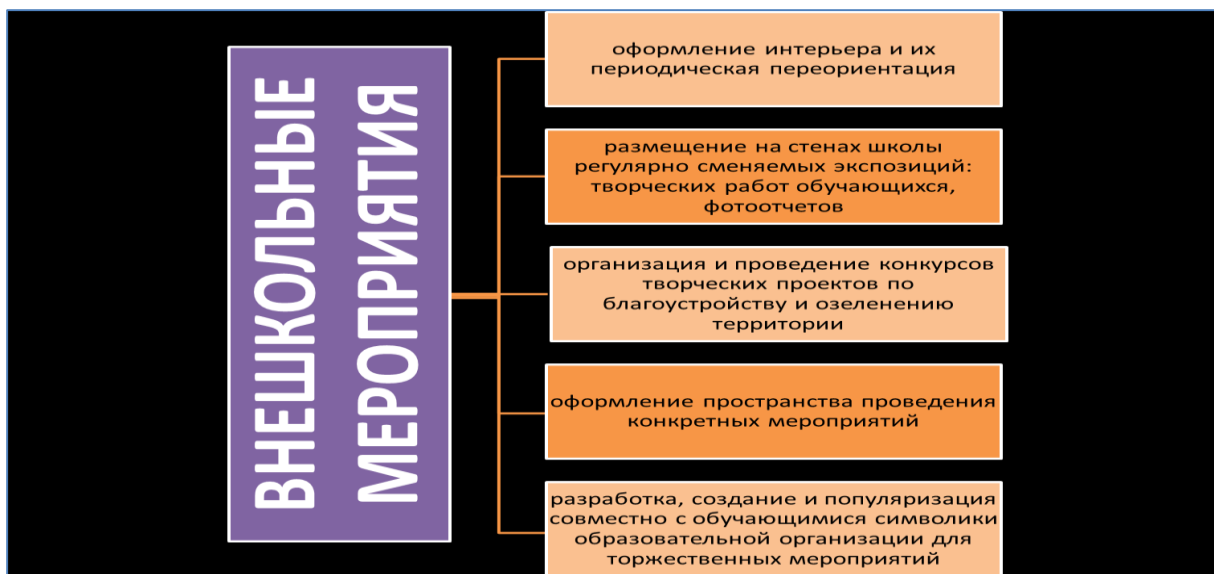 ВНЕШКОЛЬНЫЕ
МЕРОПРИЯТИЯ
оформление интерьера и их
периодическая переориентация
размещение на стенах школы
регулярно сменяемых экспозиций:
творческих работ обучающихся,
фотоотчетов
организация и проведение конкурсов
творческих проектов по
благоустройству и озеленению
территории
оформление пространства проведения
конкретных мероприятий
разработка, создание и популяризация
совместно с обучающимися символики
образовательной организации для
торжественных мероприятий